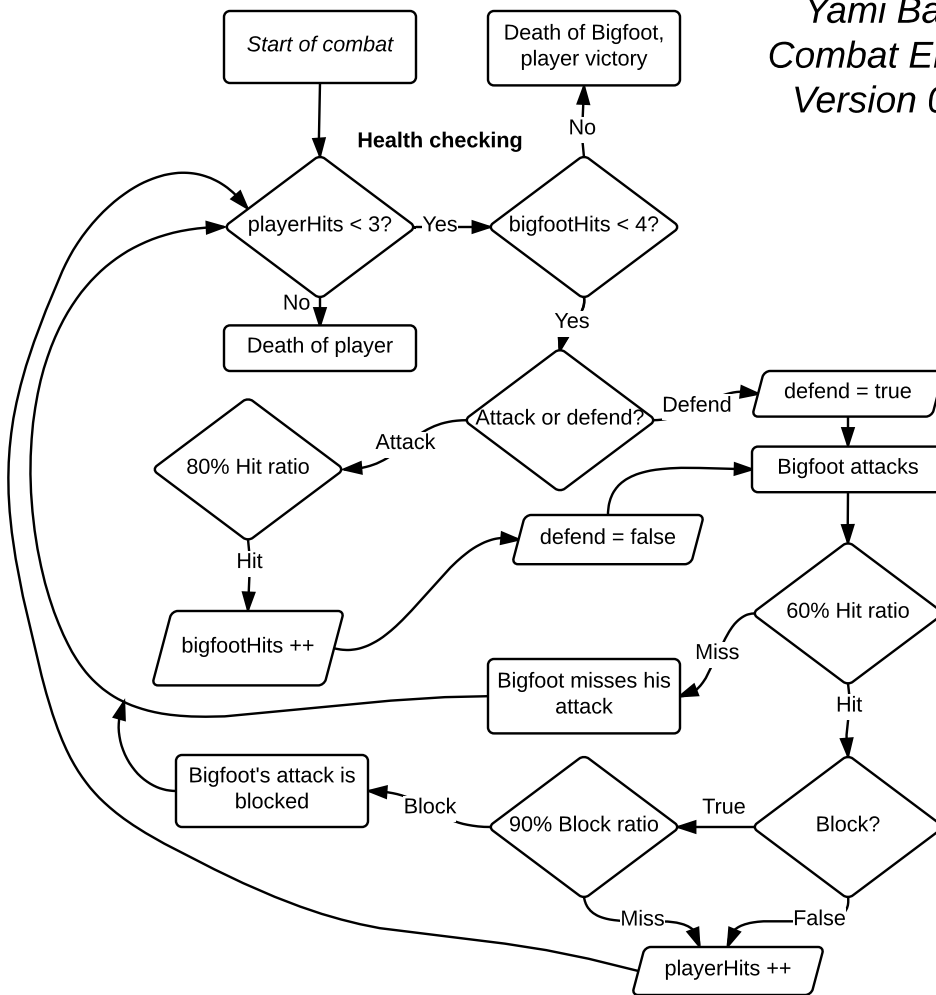 Start of combat
Death of Bigfoot,
player victory
Yami
Combat
Version
No
Health checking
playerHits < 3?
Yes
bigfootHits < 4?
No
Yes
Death of player
defend = true
Attack or defend?
Defend
Attack
80% Hit ratio
Bigfoot attacks
defend = false
Hit
60% Hit ratio
bigfootHits ++
Miss
Bigfoot misses his
attack
Hit
Bigfoot's attack is
blocked
Block
90% Block ratio
True
Block?
Miss
False
playerHits ++